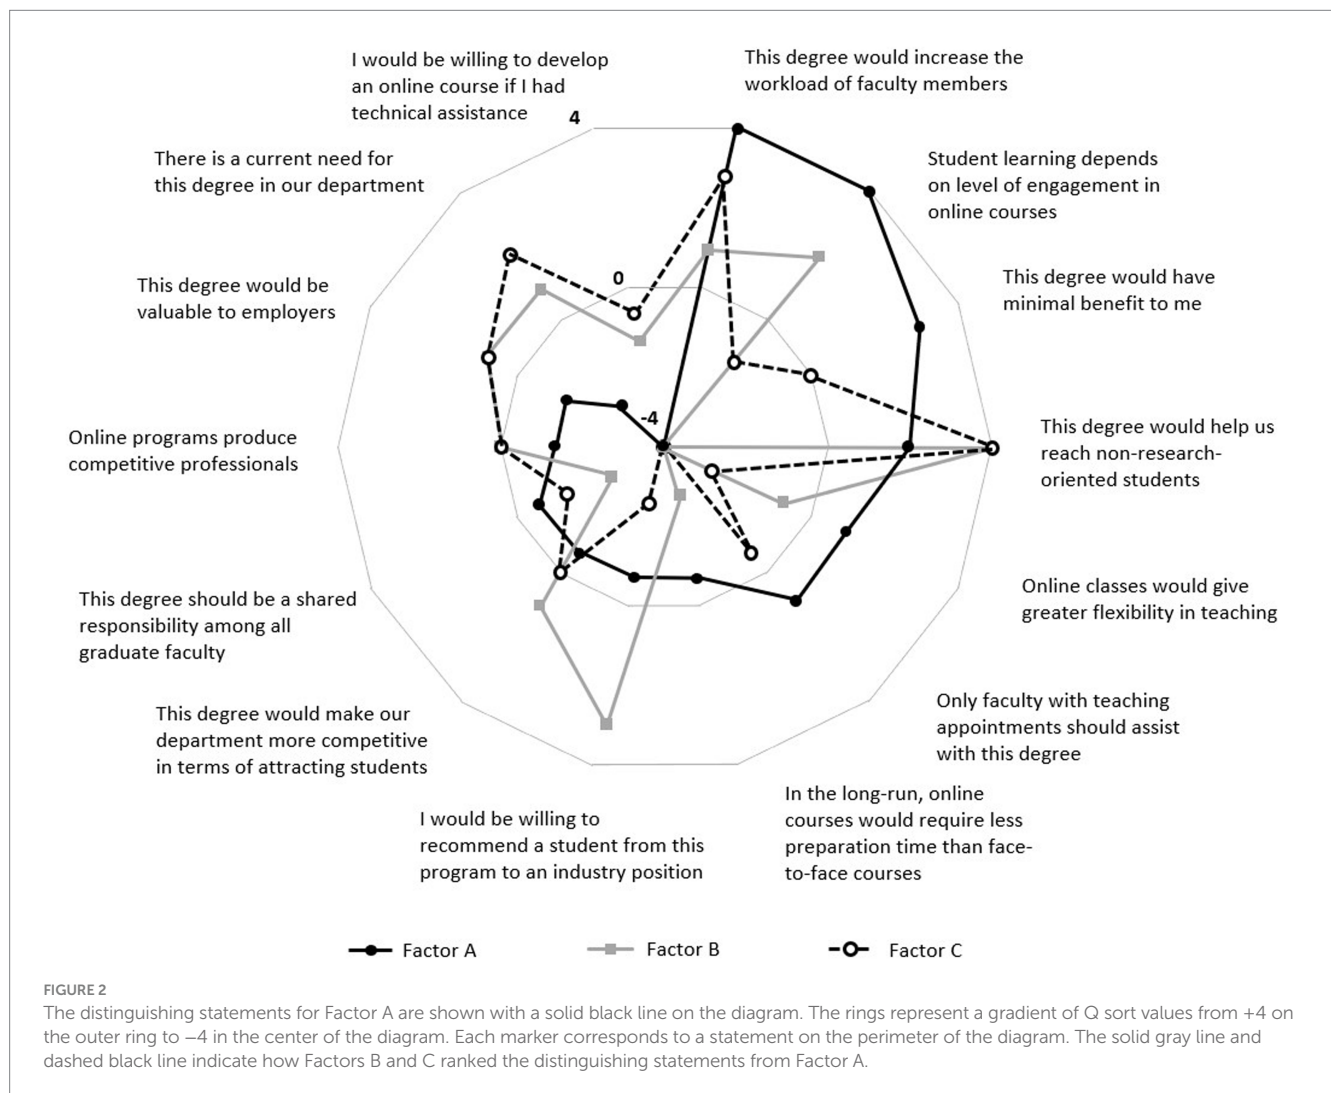 I would be willing to develop
an online course if I had
technical assistance
This degree would increase the
workload of faculty members
4
There is a current need for
this degree in our department
Student learning depends
on level of engagement in
online courses
This degree would be
valuable to employers
0
This degree would have
minimal benefit to me
-4
Online programs produce
competitive professionals
This degree would help us
reach non-research-
oriented students
This degree should be a shared
responsibility among all
graduate faculty
Online classes would give
greater flexibility in teaching
This degree would make our
department more competitive
in terms of attracting students
Only faculty with teaching
appointments should assist
with this degree
I would be willing to
recommend a student from this
program to an industry position
In the long-run, online
courses would require less
preparation time than face-
to-face courses
Factor A
Factor B
Factor C
FIGURE 2
The distinguishing statements for Factor A are shown with a solid black line on the diagram. The rings represent a gradient of Q sort values from +4 on
the outer ring to −4 in the center of the diagram. Each marker corresponds to a statement on the perimeter of the diagram. The solid gray line and
dashed black line indicate how Factors B and C ranked the distinguishing statements from Factor A.